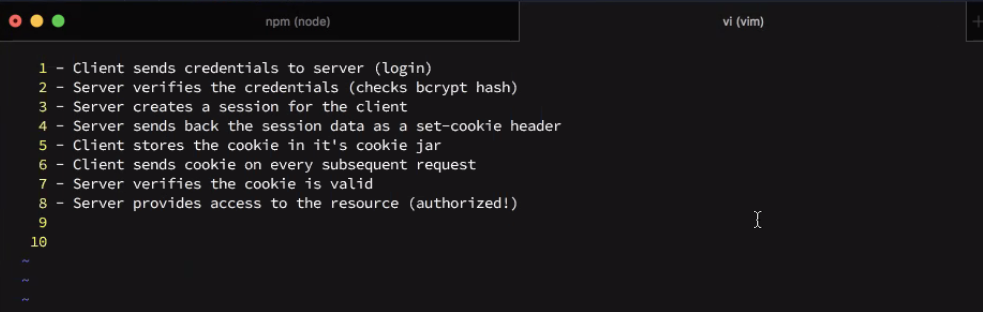 npm (node)
vi (vim)
+
1 - Client sends credentials to server (login)
2 - Server verifies the credentials (checks bcrypt hash)
3 - Server creates a session for the client
4 - Server sends back the session data as a set-cookie header
5 - Client stores the cookie in it's cookie jar
6 - Client sends cookie on every subsequent request
7 - Server verifies the cookie is valid
8 - Server provides access to the resource (authorized!)
9
10
~
~
~